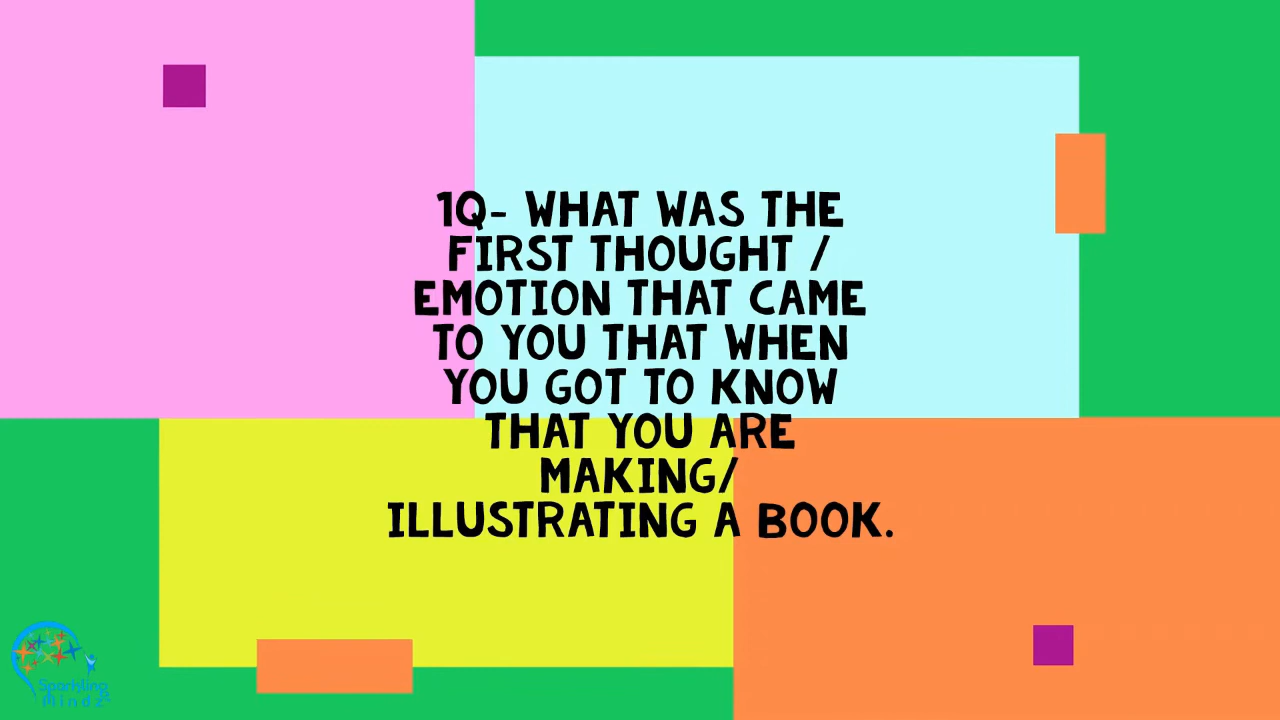 1Q- WHAT WAS THE
FIRST THOUGHT /
EMOTION THAT CAME
TO YOU THAT WHEN
YOU GOT TO KNOW
THAT YOU ARE
MAKING/
ILLUSTRATING A BOOK.
Sparkling
Mindz